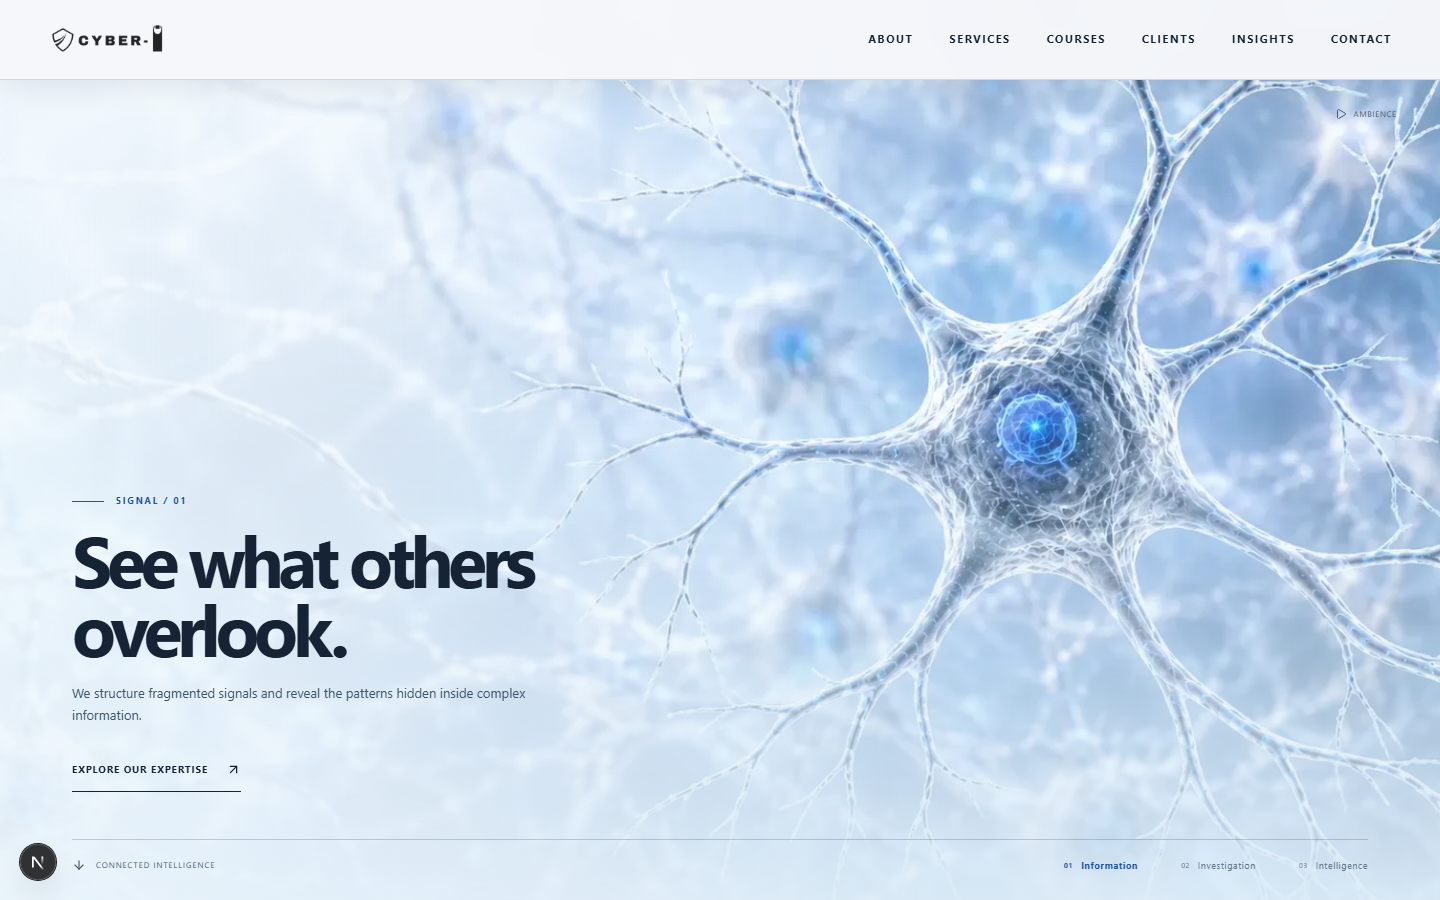 CYBER-
ABOUT SERVICES COURSES CLIENTS INSIGHTS CONTACT
AMBIENCE
SIGNAL / 01
See what others
overlook.
We structure fragmented signals and reveal the patterns hidden inside complex
information.
EXPLORE OUR EXPERTISE
N
CONNECTED INTELLIGENCE
01 Information 02 Investigation 03 Intelligence